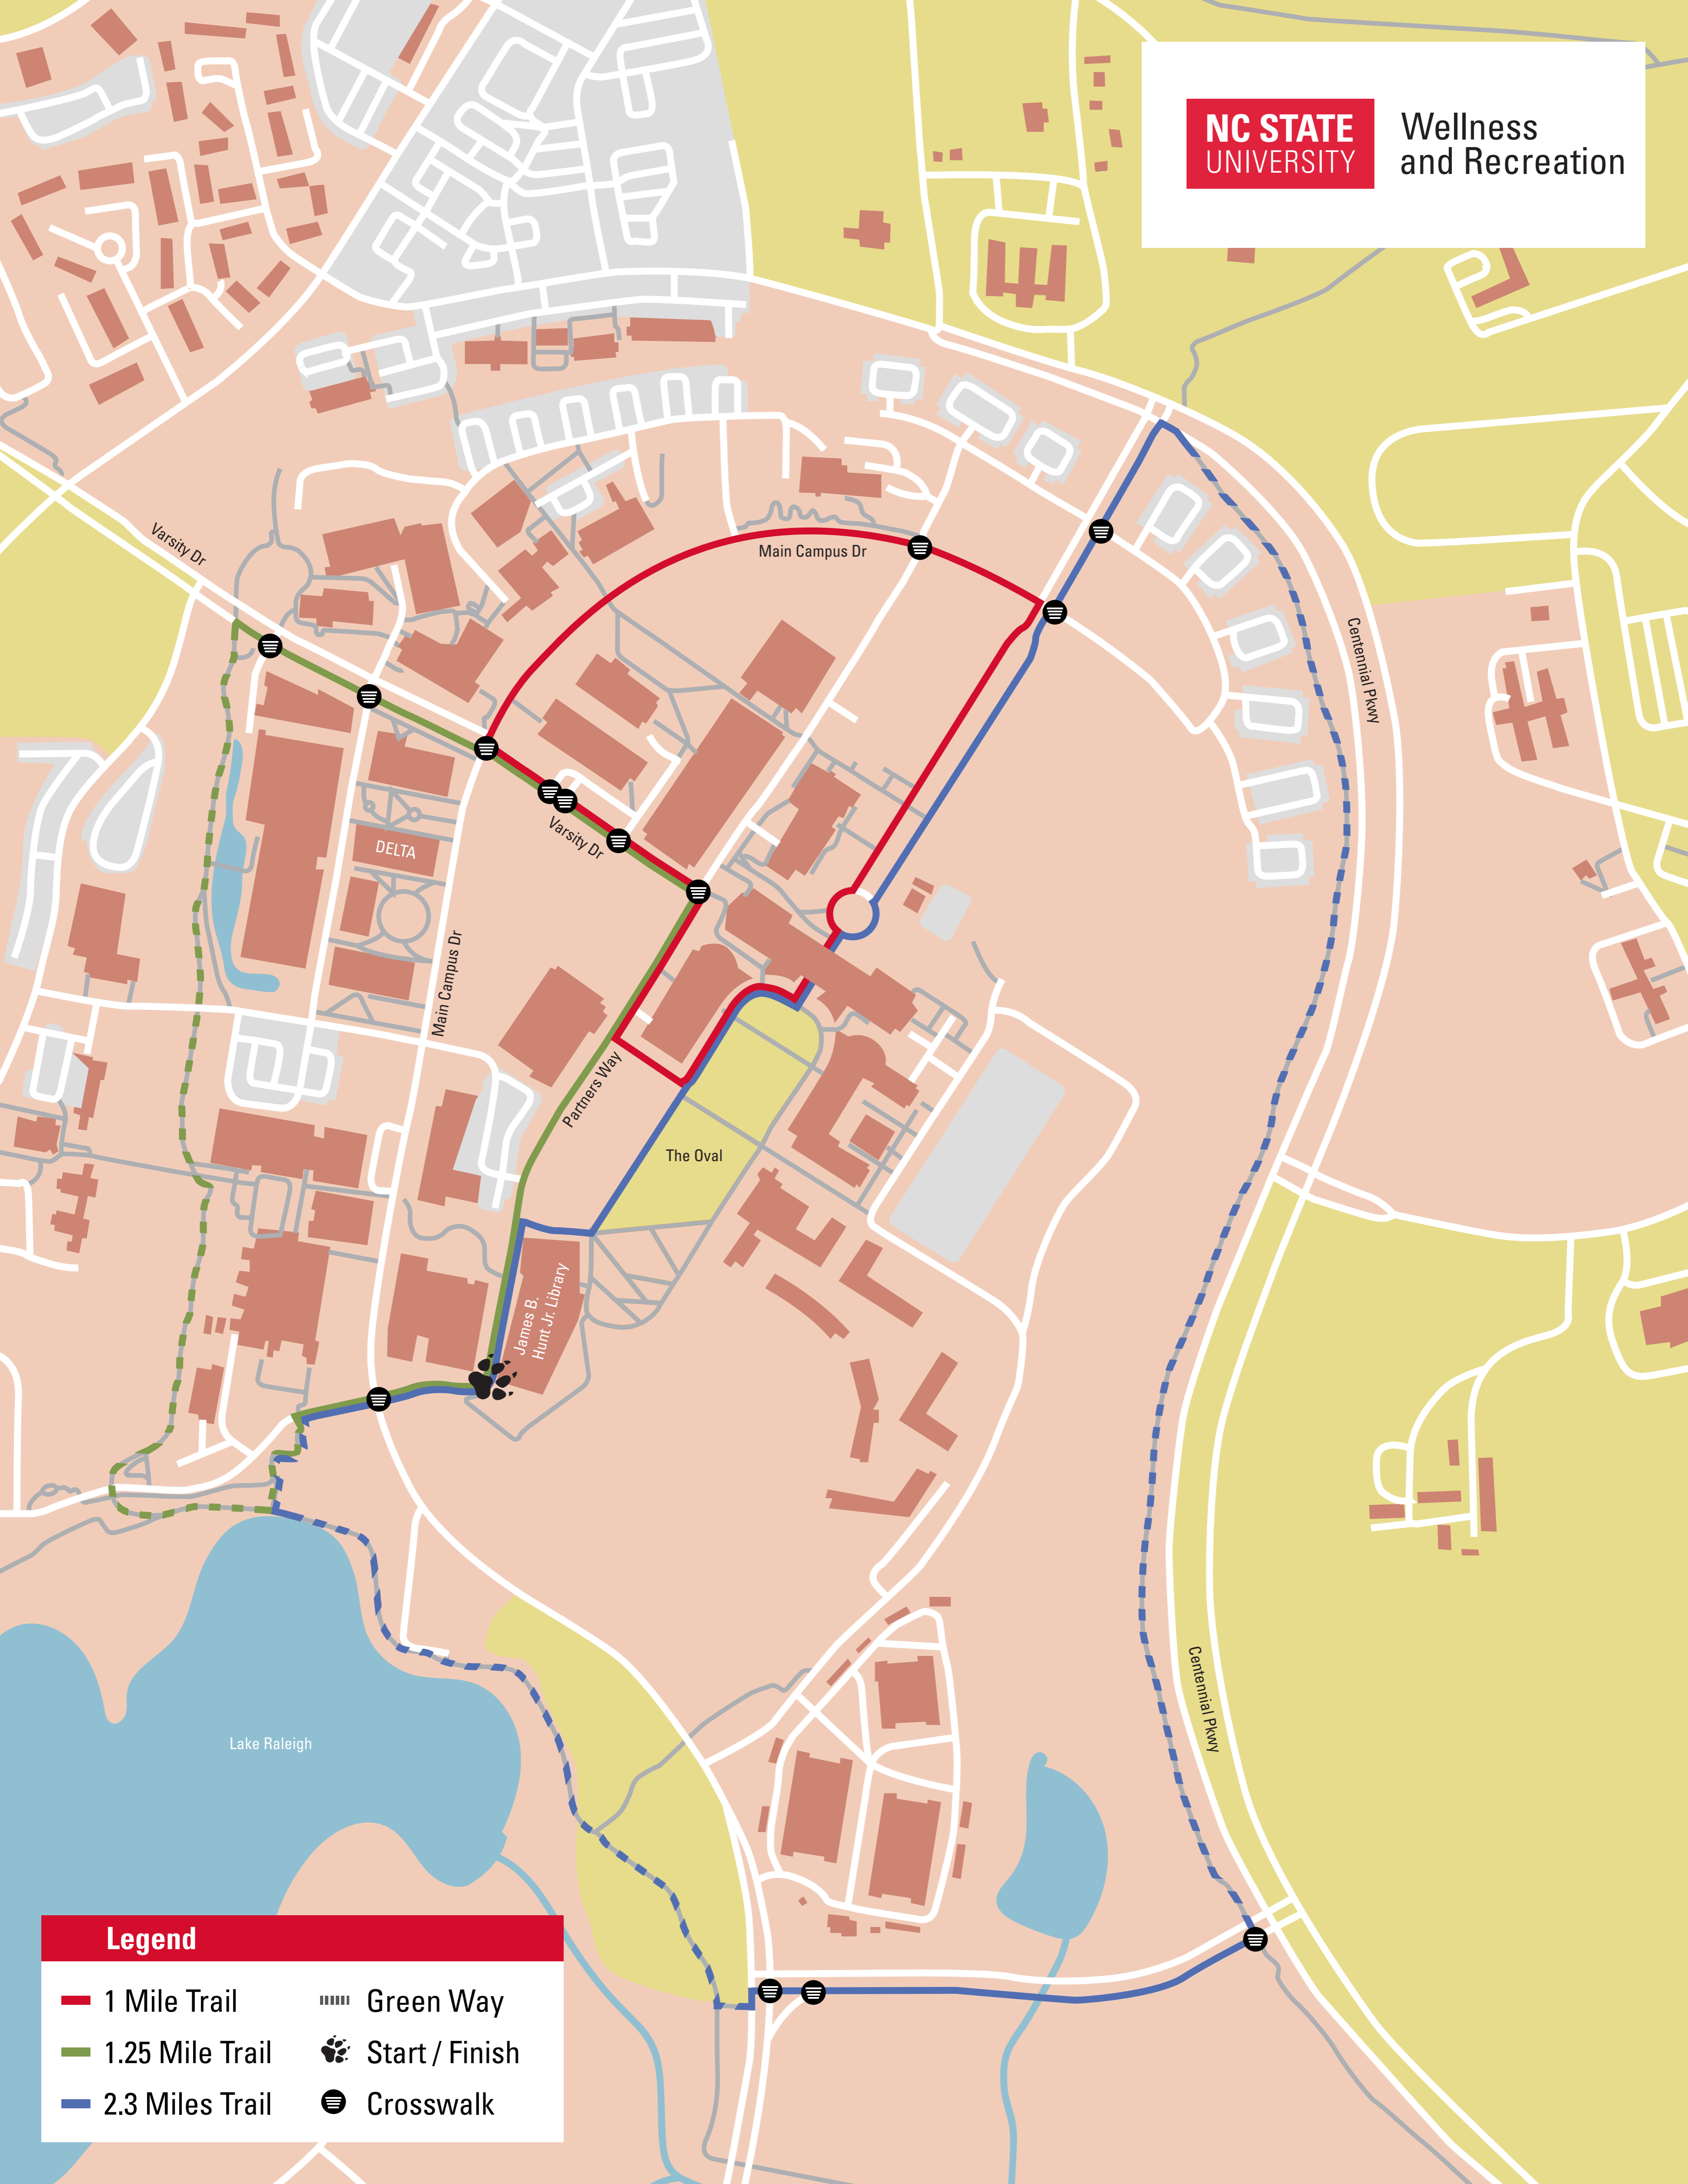 NC STATE
UNIVERSITY
Wellness
and Recreation
Varsity Dr
Main Campus Dr
Centennial Pkwy
Varsity Dr
DELTA
Main Campus Dr
Partners Way
The Oval
James B.
Hunt Jr. Library
Centennial Pkwy
Lake Raleigh
Legend
1 Mile Trail
1.25 Mile Trail
2.3 Miles Trail
Green Way
Start / Finish
Crosswalk